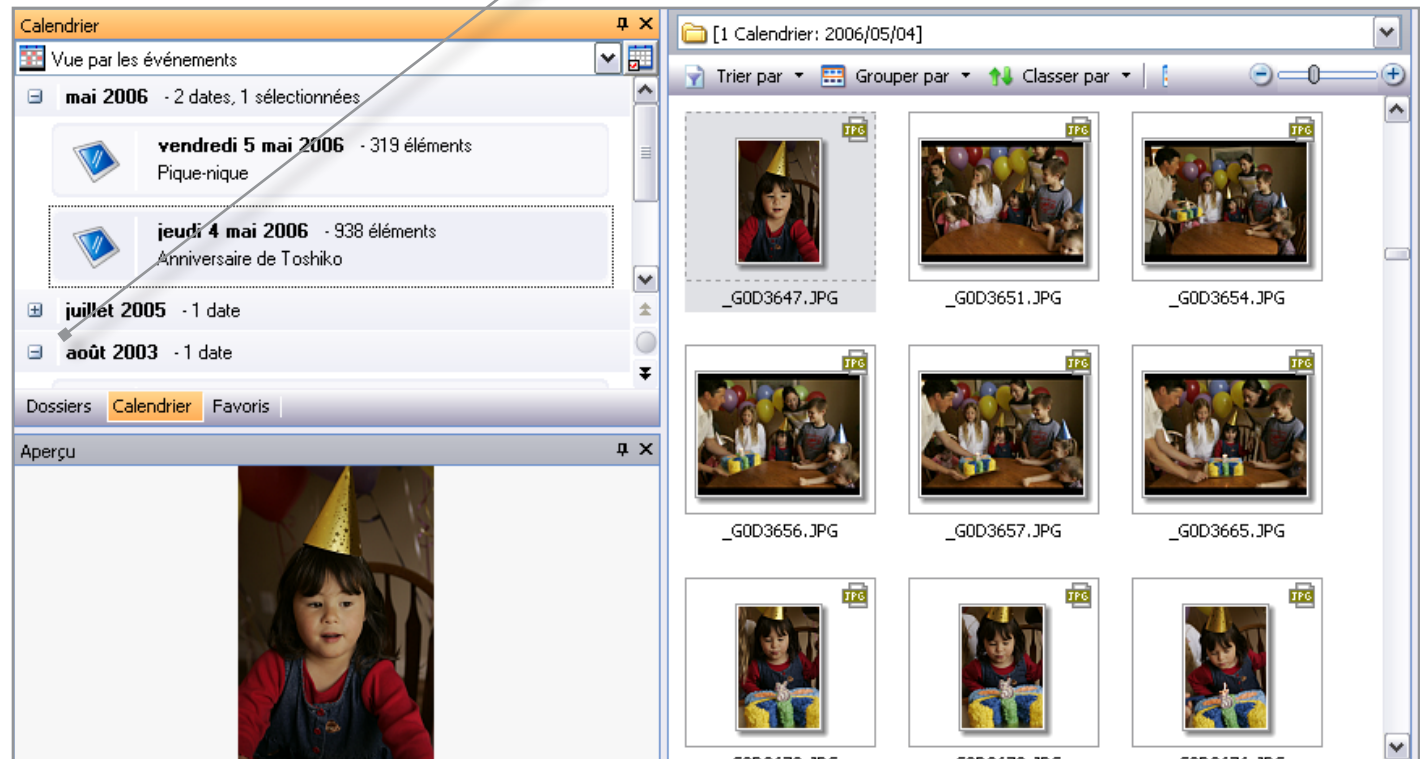 Calendrier
Vue par les événements
mai 2006 - 2 dates, 1 sélectionnées
vendredi 5 mai 2006 - 319 éléments
Pique-nique
jeudi 4 mai 2006 - 938 éléments
Anniversaire de Toshiko
juillet 2005 - 1 date
août 2003 - 1 date
Dossiers Calendrier Favoris
Aperçu
[1 Calendrier: 2006/05/04]
Trier par Grouper par Classer par
JPG JPG JPG
_G0D3647.JPG _G0D3651.JPG _G0D3654.JPG
JPG JPG JPG
_G0D3656.JPG _G0D3657.JPG _G0D3665.JPG
JPG JPG JPG